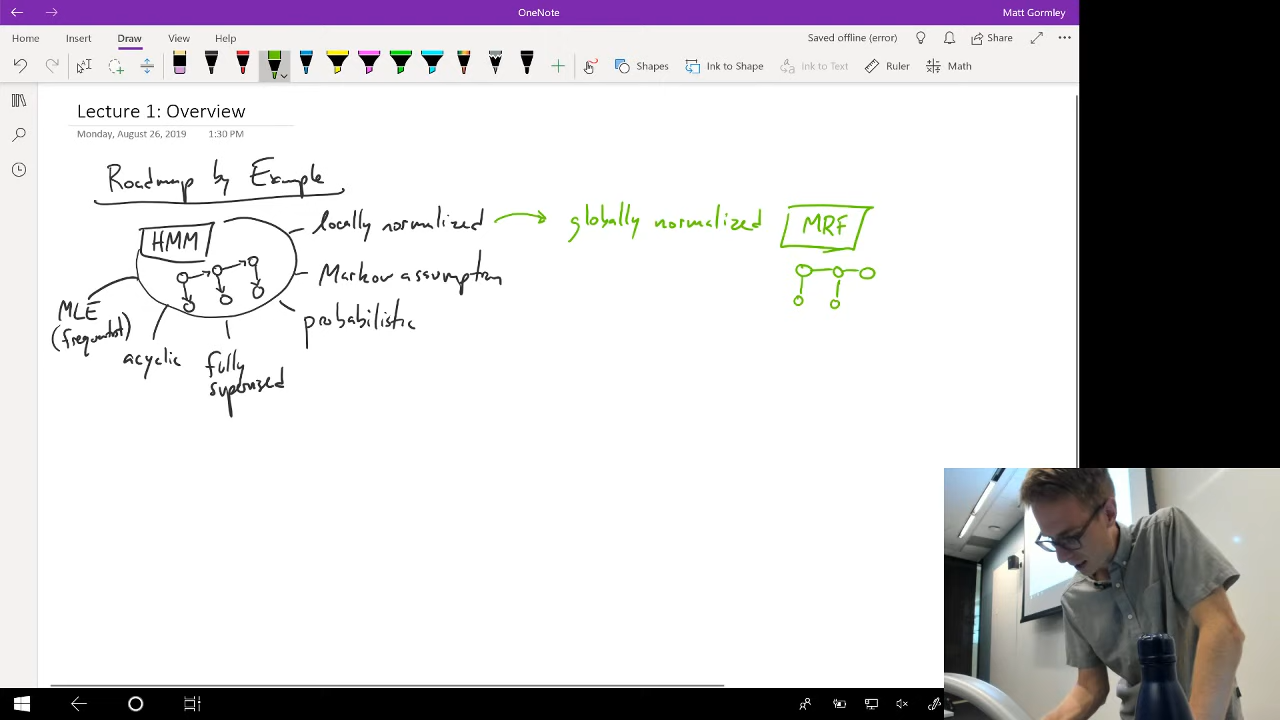 OneNote
Matt Gormley
Home Insert Draw View Help
Saved offline (error)
Share
Shapes
Ink to Shape
Ink to Text
Ruler
Math
Lecture 1: Overview
Monday, August 26, 2019 1:30 PM
Roadmap by Example
HMM
locally normalized
globally normalized
MRF
Markov assumption
probabilistic
MLE
(frequentist)
acyclic
fully
supervised